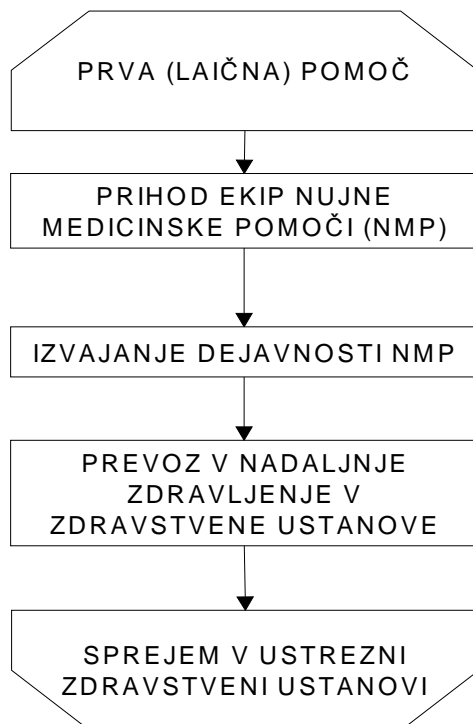 PRVA (LAIČNA) POMOČ
PRIHOD EKIP NUJNE
MEDICINSKE POMOČI (NMP)
IZVAJANJE DEJAVNOSTI NMP
PREVOZ V NADALJNJE
ZDRAVLJENJE V
ZDRAVSTVENE USTANOVE
SPREJEM V USTREZNI
ZDRAVSTVENI USTANOVI